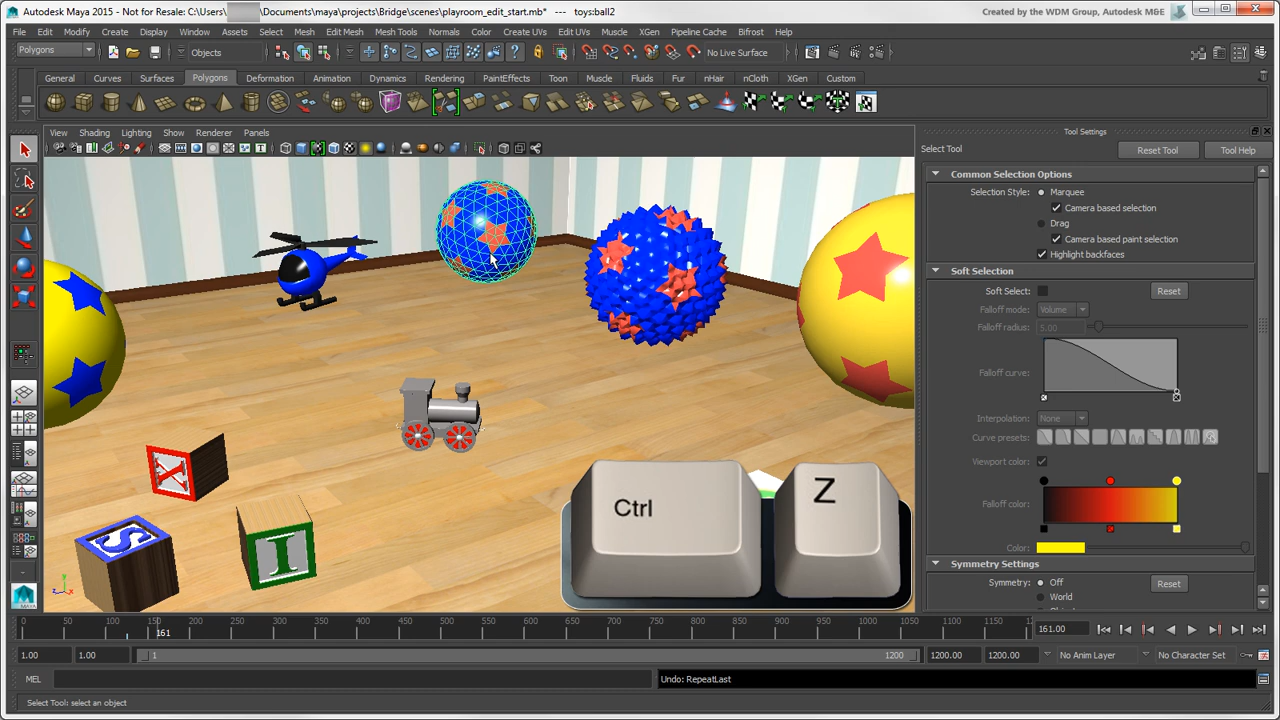 Autodesk Maya 2015 - Not for Resale: C:\Users\ \Documents\maya\projects\Bridge\scenes\playroom_edit_start.mb* --- toys:ball2
Created by the WDM Group, Autodesk M&E
File Edit Modify Create Display Window Assets Select Mesh Edit Mesh Mesh Tools Normals Color Create UVs Edit UVs Muscle XGen Pipeline Cache Bifrost Help
Polygons Objects No Live Surface
General Curves Surfaces Polygons Deformation Animation Dynamics Rendering PaintEffects Toon Muscle Fluids Fur nHair nCloth XGen Custom
View Shading Lighting Show Renderer Panels
Tool Settings
Select Tool Reset Tool Tool Help
Common Selection Options
Selection Style: Marquee
Camera based selection
Drag
Camera based paint selection
Highlight backfaces
Soft Selection
Soft Select: Reset
Falloff mode: Volume
Falloff radius: 5.00
Falloff curve:
Interpolation: None
Curve presets:
Viewport color:
Falloff color:
Color:
Symmetry Settings
Symmetry: Off Reset
World
X
S
I
Ctrl Z
y
z x
MAYA
0 50 100 150 200 250 300 350 400 450 500 550 600 650 700 750 800 850 900 950 1000 1050 1100 1150 120
161
161.00
1.00 1.00 1 1200 1200.00 1200.00 No Anim Layer No Character Set
MEL Undo: RepeatLast
Select Tool: select an object